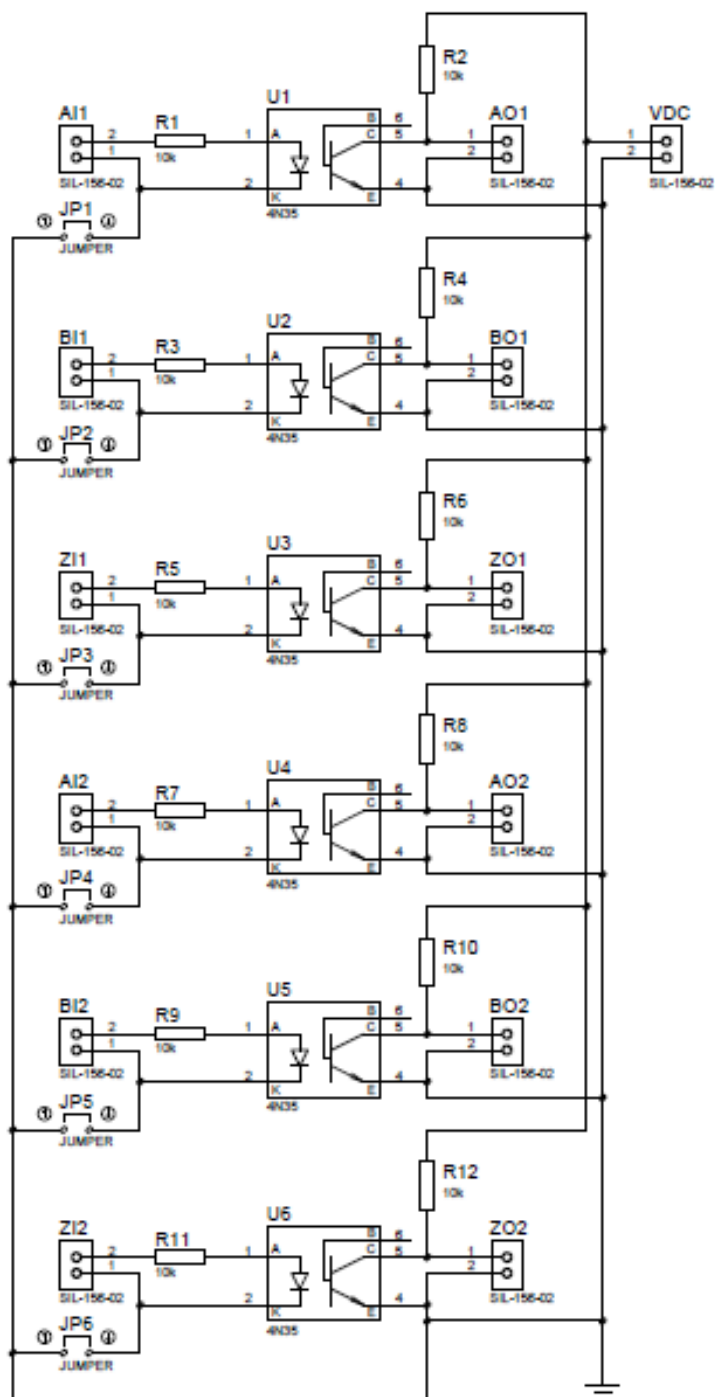 R2
10k
AI1
2
1
SIL-156-02
R1
10k
U1
1
2
A
K
B
C
E
6
5
4
4N35
AO1
1
2
SIL-156-02
VDC
1
2
SIL-156-02
JP1
JUMPER
R4
10k
BI1
2
1
SIL-156-02
R3
10k
U2
1
2
A
K
B
C
E
6
5
4
4N35
BO1
1
2
SIL-156-02
JP2
JUMPER
R6
10k
ZI1
2
1
SIL-156-02
R5
10k
U3
1
2
A
K
B
C
E
6
5
4
4N35
ZO1
1
2
SIL-156-02
JP3
JUMPER
R8
10k
AI2
2
1
SIL-156-02
R7
10k
U4
1
2
A
K
B
C
E
6
5
4
4N35
AO2
1
2
SIL-156-02
JP4
JUMPER
R10
10k
BI2
2
1
SIL-156-02
R9
10k
U5
1
2
A
K
B
C
E
6
5
4
4N35
BO2
1
2
SIL-156-02
JP5
JUMPER
R12
10k
ZI2
2
1
SIL-156-02
R11
10k
U6
1
2
A
K
B
C
E
6
5
4
4N35
ZO2
1
2
SIL-156-02
JP6
JUMPER